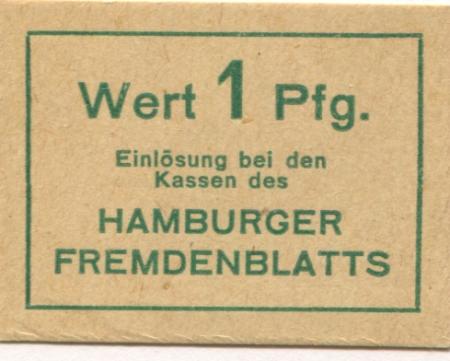 Wert 1 Pfg.
Einlösung bei den
Kassen des
HAMBURGER
FREMDENBLATTS